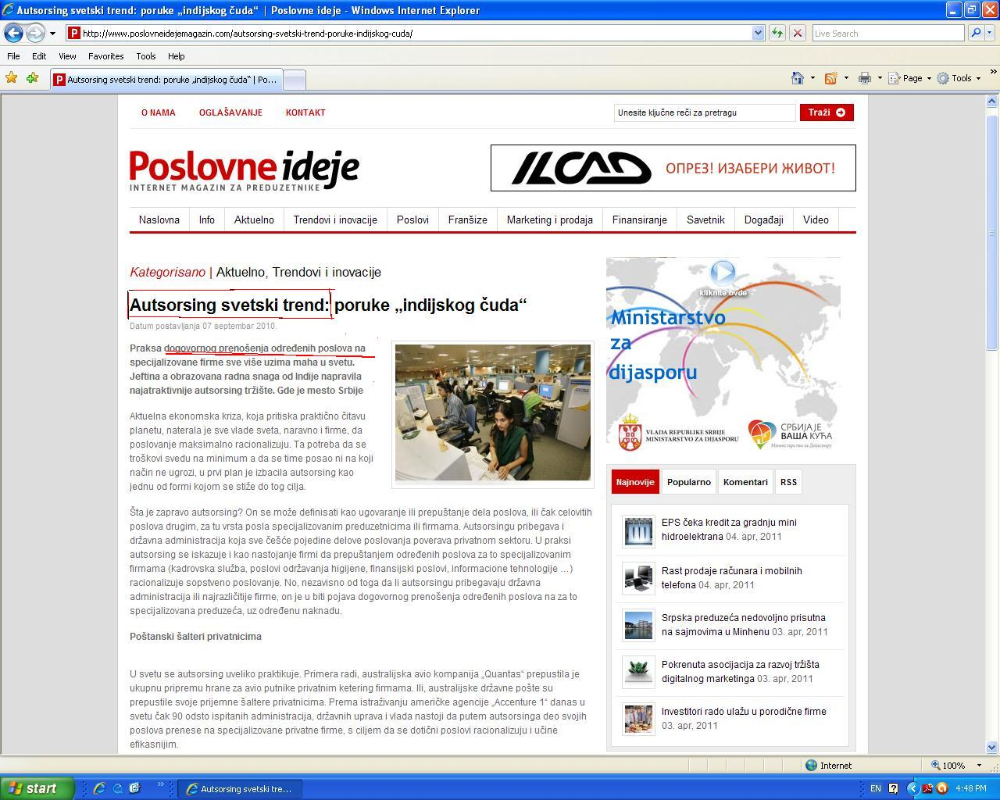 Autsorsing svetski trend: poruke „indijskog čuda“ | Poslovne ideje - Windows Internet Explorer
http://www.poslovneidejemagazin.com/autsorsing-svetski-trend-poruke-indijskog-cuda/
Live Search
File Edit View Favorites Tools Help
Autsorsing svetski trend: poruke „indijskog čuda“ | Po...
Page Tools
O NAMA OGLAŠAVANJE KONTAKT
Unesite ključne reči za pretragu
Traži
Poslovne ideje
INTERNET MAGAZIN ZA PREDUZETNIKE
ILCAD
ОПРЕЗ! ИЗАБЕРИ ЖИВОТ!
Naslovna Info Aktuelno Trendovi i inovacije Poslovi Franšize Marketing i prodaja Finansiranje Savetnik Događaji Video
Kategorisano | Aktuelno, Trendovi i inovacije
Autsorsing svetski trend: poruke „indijskog čuda“
Datum postavljanja 07 septembar 2010.
Praksa dogovornog prenošenja određenih poslova na
specijalizovane firme sve više uzima maha u svetu.
Jeftina a obrazovana radna snaga od Indije napravila
najatraktivnije autsorsing tržište. Gde je mesto Srbije
Aktuelna ekonomska kriza, koja pritiska praktično čitavu
planetu, naterala je sve vlade sveta, naravno i firme, da
poslovanje maksimalno racionalizuju. Ta potreba da se
troškovi svedu na minimum a da se time posao ni na koji
način ne ugrozi, u prvi plan je izbacila autsorsing kao
jednu od formi kojom se stiže do tog cilja.
Šta je zapravo autsorsing? On se može definisati kao ugovaranje ili prepuštanje dela poslova, ili čak celovitih
poslova drugim, za tu vrsta posla specijalizovanim preduzetnicima ili firmama. Autsorsingu pribegava i
državna administracija koja sve češće pojedine delove poslovanja poverava privatnom sektoru. U praksi
autsorsing se iskazuje i kao nastojanje firmi da prepuštanjem određenih poslova za to specijalizovanim
firmama (kadrovska služba, poslovi održavanja higijene, finansijski poslovi, informacione tehnologije …)
racionalizuje sopstveno poslovanje. No, nezavisno od toga da li autsorsingu pribegavaju državna
administracija ili najrazličitije firme, on je u biti pojava dogovornog prenošenja određenih poslova na za to
specijalizovana preduzeća, uz određenu naknadu.
Poštanski šalteri privatnicima
U svetu se autsorsing uveliko praktikuje. Primera radi, australijska avio kompanija „Quantas“ prepustila je
ukupnu pripremu hrane za avio putnike privatnim ketering firmama. Ili, australijske državne pošte su
prepustile svoje prijemne šaltere privatnicima. Prema istraživanju američke agencije „Accenture 1“ danas u
svetu čak 90 odsto ispitanih administracija, državnih uprava i vlada nastoji da putem autsorsinga deo svojih
poslova prenese na specijalizovane privatne firme, s ciljem da se dotični poslovi racionalizuju i učine
efikasnijim.
kliknite ovde
Ministarstvo
za
dijasporu
VLADA REPUBLIKE SRBIJE
MINISTARSTVO ZA DIJASPORU
СРБИЈА ЈЕ
ВАША КУЋА
Министарство за Дијаспору
Najnovije Popularno Komentari RSS
EPS čeka kredit za gradnju mini
hidroelektrana 04. apr, 2011
Rast prodaje računara i mobilnih
telefona 04. apr, 2011
Srpska preduzeća nedovoljno prisutna
na sajmovima u Minhenu 03. apr, 2011
Pokrenuta asocijacija za razvoj tržišta
digitalnog marketinga 03. apr, 2011
Investitori rado ulažu u porodične firme
03. apr, 2011
Internet 100%
start
Autsorsing svetski tre...
EN
4:48 PM